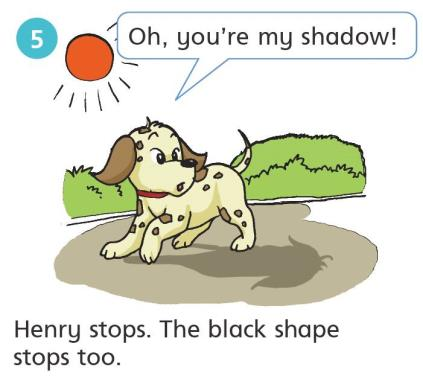 5
Oh, you're my shadow!
Henry stops. The black shape
stops too.